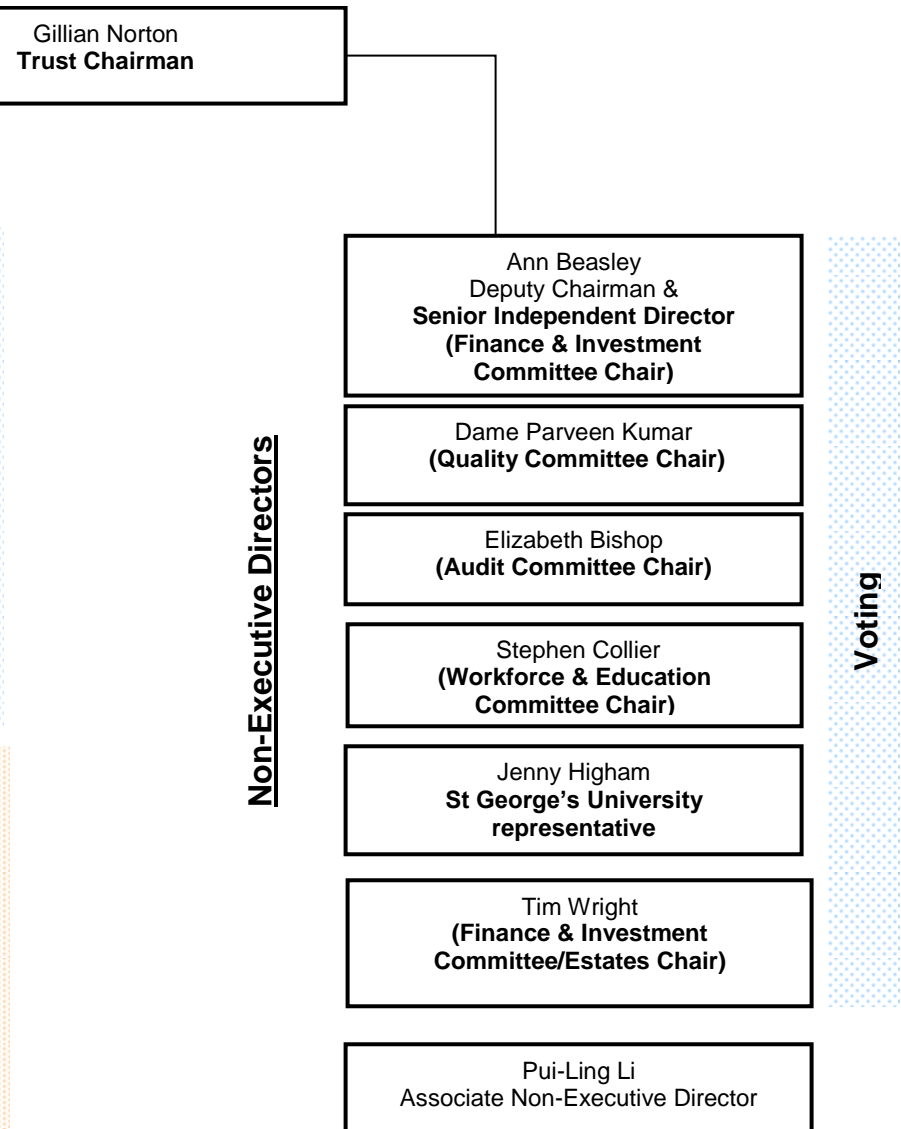 Gillian Norton
Trust Chairman
Ann Beasley
Deputy Chairman &
Senior Independent Director
(Finance & Investment
Committee Chair)
Dame Parveen Kumar
(Quality Committee Chair)
Elizabeth Bishop
(Audit Committee Chair)
Stephen Collier
(Workforce & Education
Committee Chair)
Jenny Higham
St George's University
representative
Tim Wright
(Finance & Investment
Committee/Estates Chair)
Pui-Ling Li
Associate Non-Executive Director
Non-Executive Directors
Voting